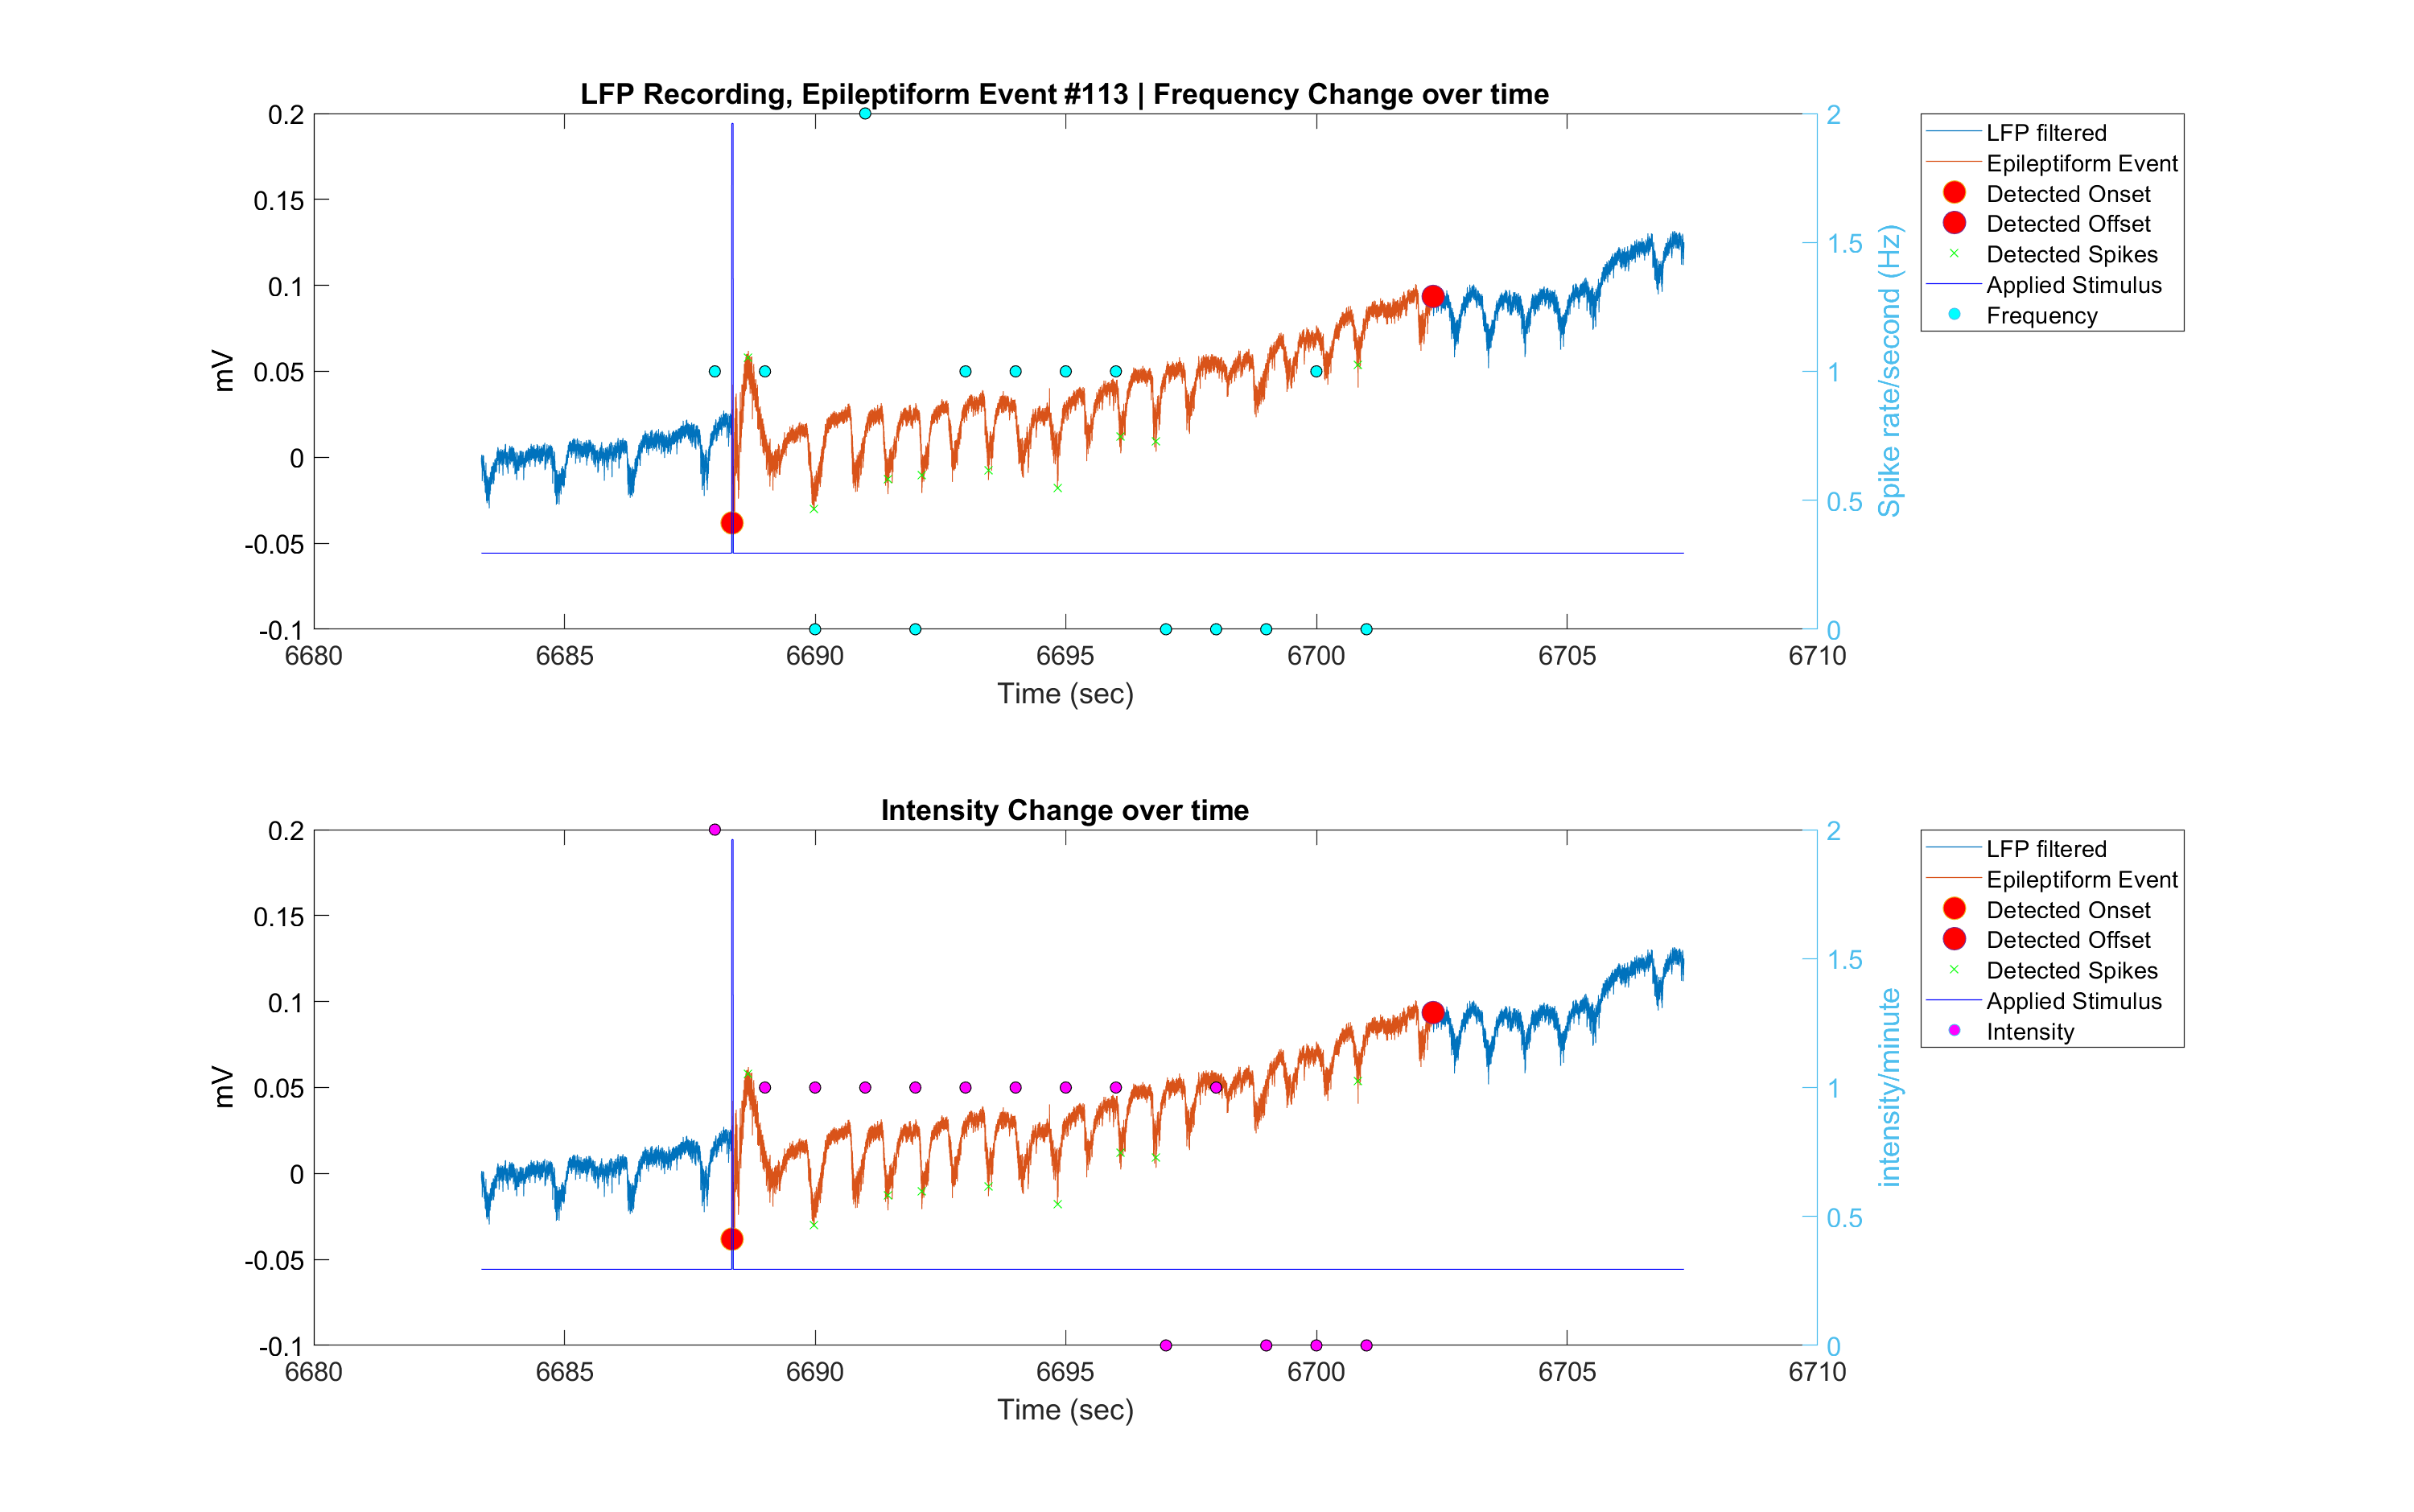 LFP Recording, Epileptiform Event #113 | Frequency Change over time
0.2
0.15
0.1
0.05
0
-0.05
-0.1
mV
6680 6685 6690 6695 6700 6705 6710
Time (sec)
2
1.5
1
0.5
0
Spike rate/second (Hz)
LFP filtered
Epileptiform Event
Detected Onset
Detected Offset
Detected Spikes
Applied Stimulus
Frequency
Intensity Change over time
0.2
0.15
0.1
0.05
0
-0.05
-0.1
mV
6680 6685 6690 6695 6700 6705 6710
Time (sec)
2
1.5
1
0.5
0
intensity/minute
LFP filtered
Epileptiform Event
Detected Onset
Detected Offset
Detected Spikes
Applied Stimulus
Intensity